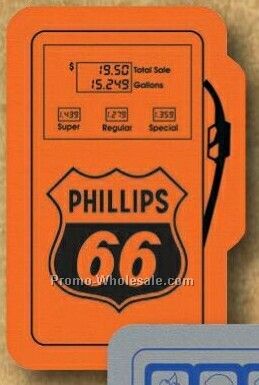 $ 19.50 Total Sale
15.249 Gallons
1.439 1.279 1.359
Super Regular Special
PHILLIPS
66
Promo-Wholesale.com